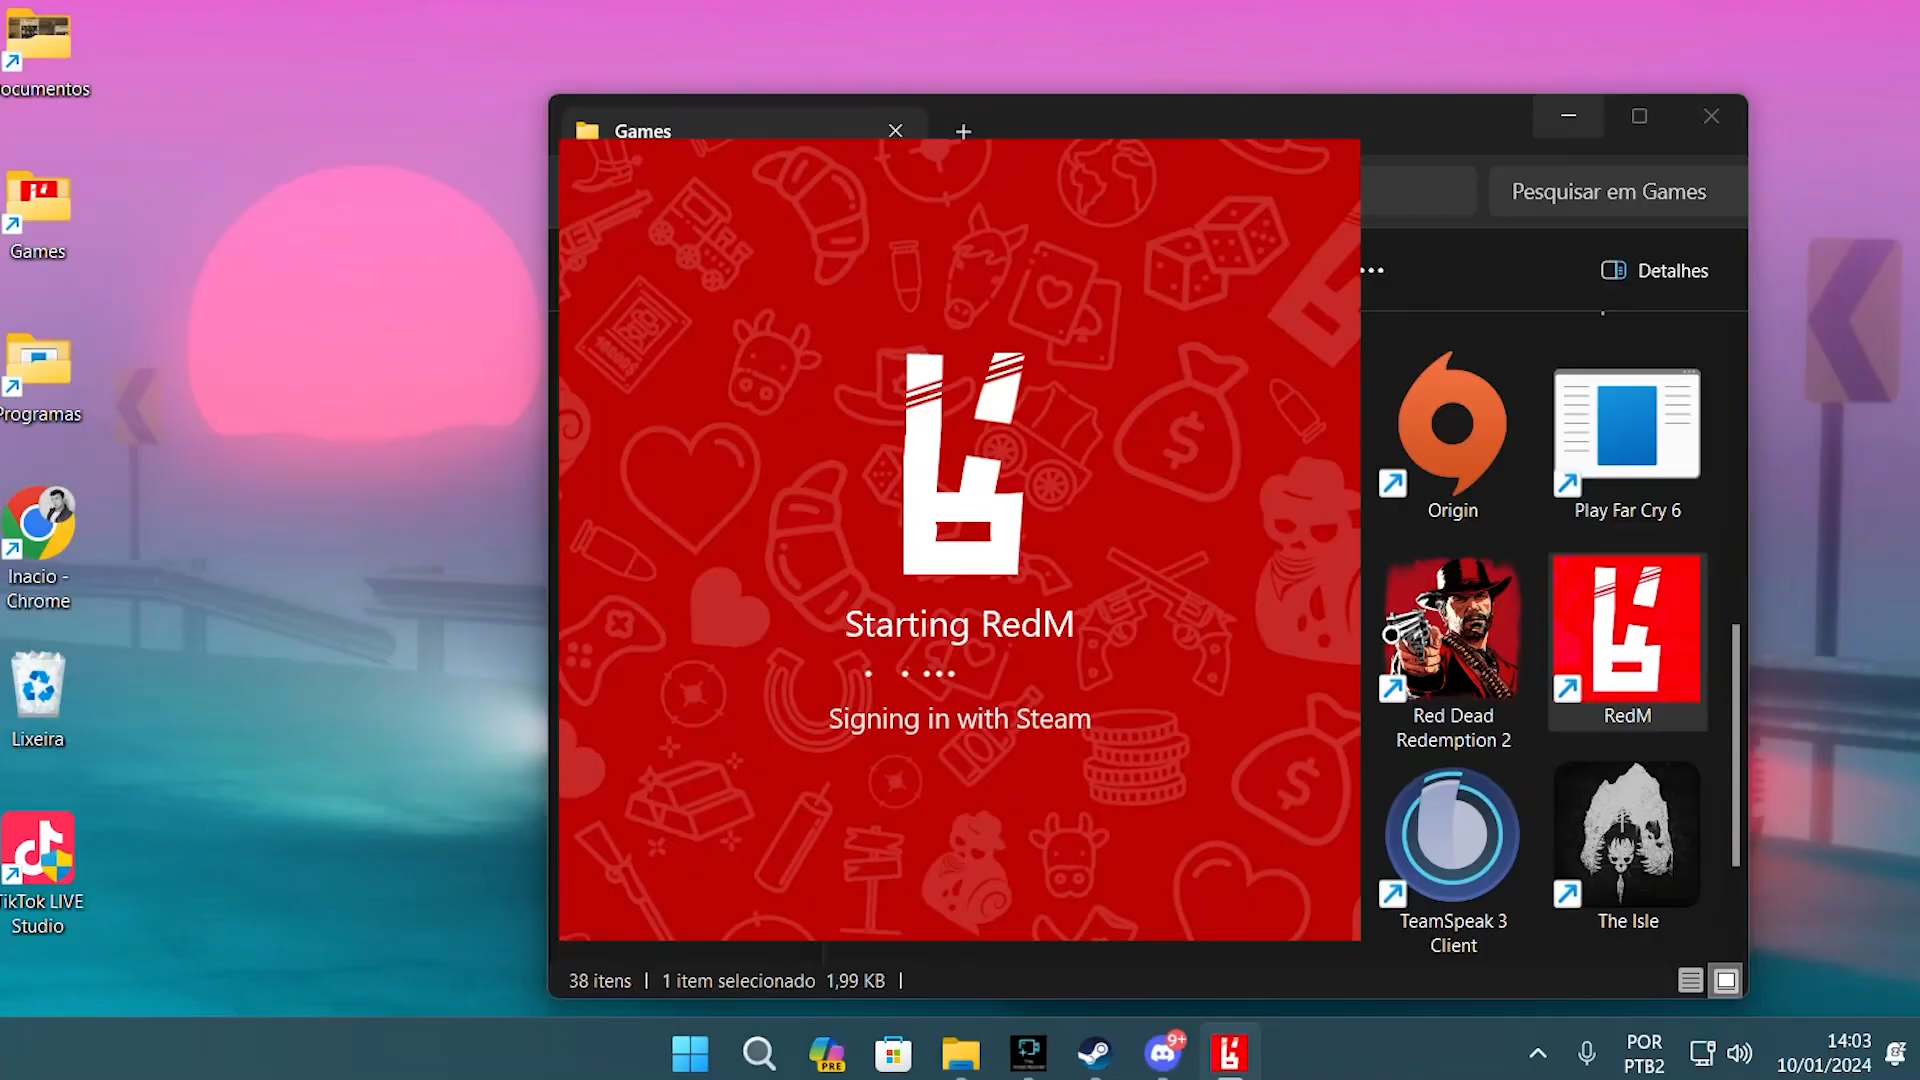 ocumentos
Games
Programas
Inacio -
Chrome
Lixeira
TikTok LIVE
Studio
Games
Pesquisar em Games
Detalhes
Starting RedM
Signing in with Steam
Origin
Play Far Cry 6
Red Dead
Redemption 2
RedM
TeamSpeak 3
Client
The Isle
38 itens
1 item selecionado 1,99 KB
PRE
9+
POR
PTB2
14:03
10/01/2024